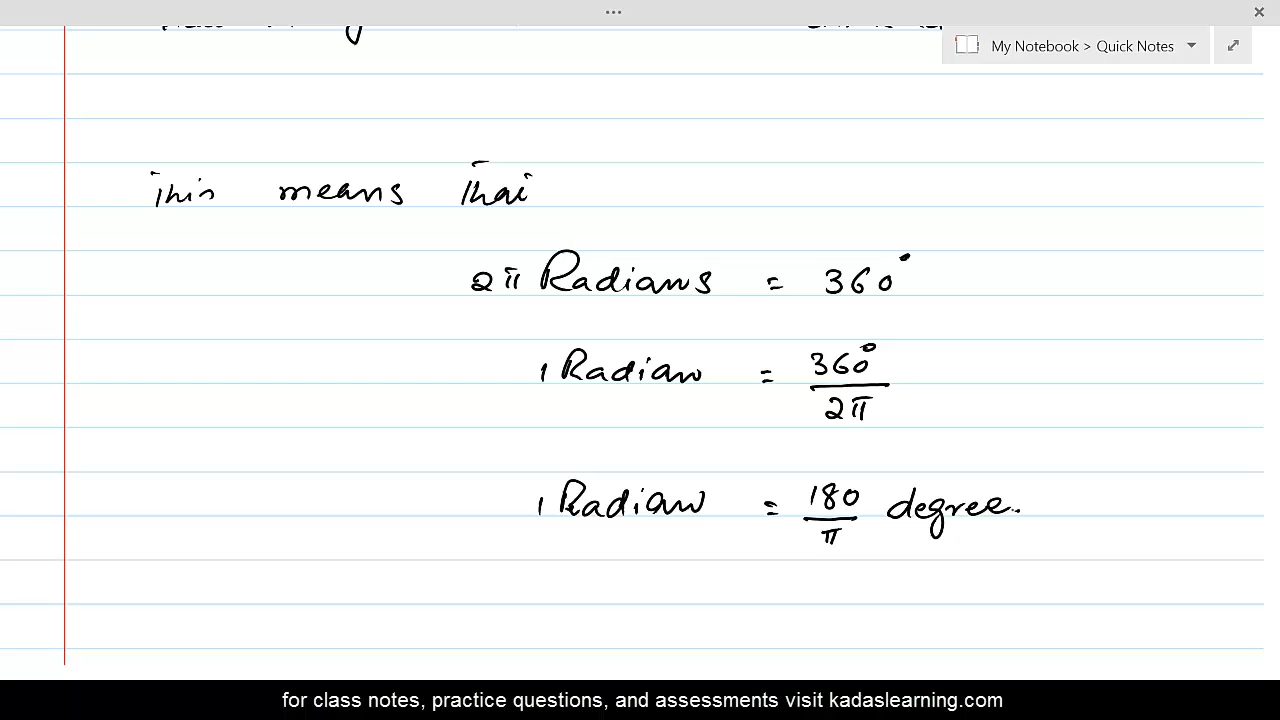 ...
My Notebook > Quick Notes
This means that
2π Radians = 360°
1 Radian = 360° / 2π
1 Radian = 180 / π degree.
for class notes, practice questions, and assessments visit kadaslearning.com